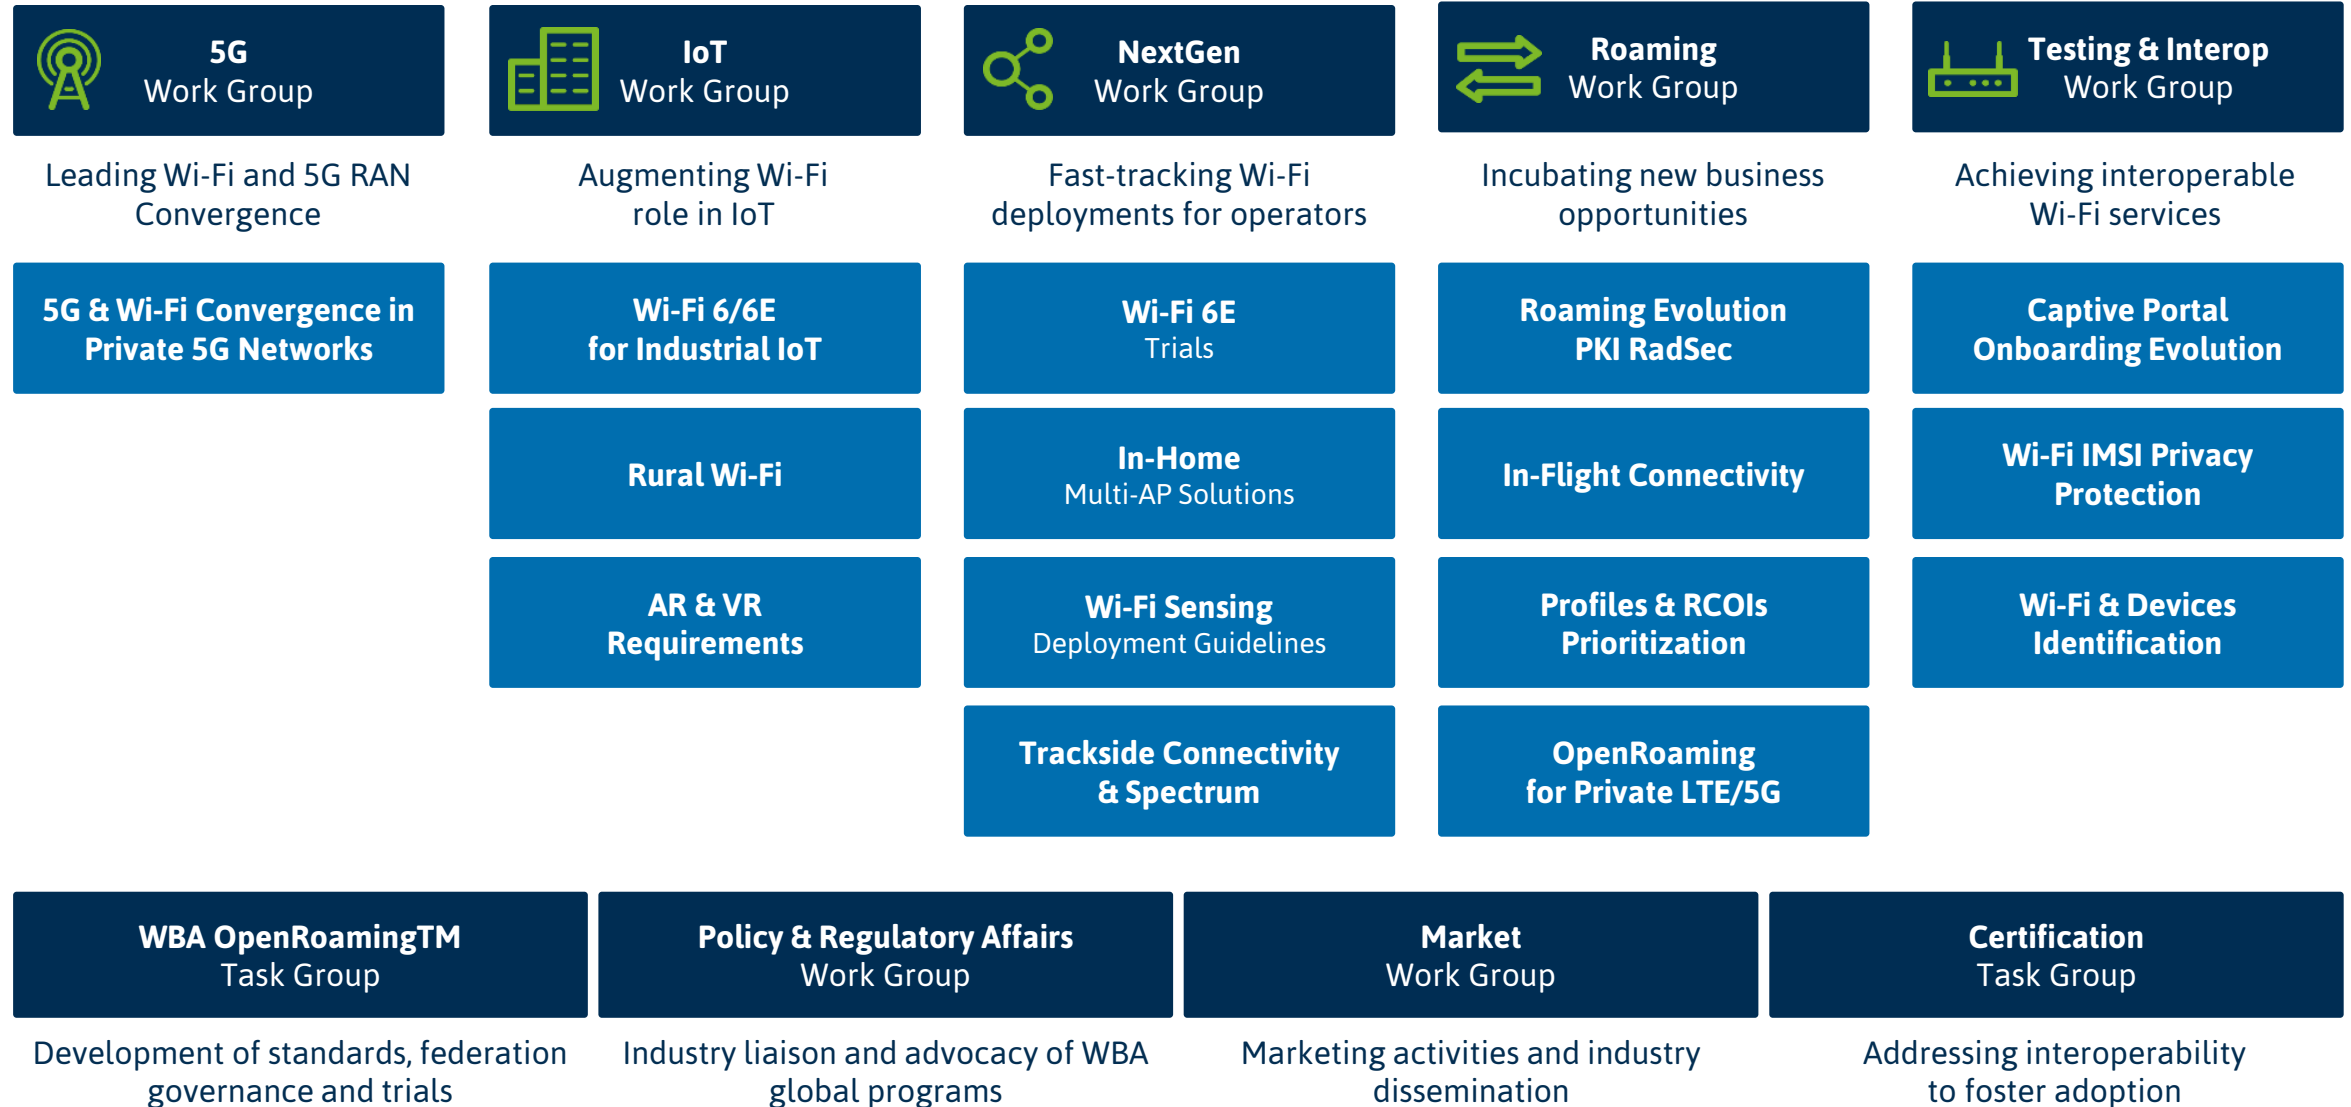 5G
Work Group
Leading Wi-Fi and 5G RAN
Convergence
5G & Wi-Fi Convergence in
Private 5G Networks
IoT
Work Group
Augmenting Wi-Fi
role in IoT
Wi-Fi 6/6E
for Industrial IoT
Rural Wi-Fi
AR & VR
Requirements
NextGen
Work Group
Fast-tracking Wi-Fi
deployments for operators
Wi-Fi 6E
Trials
In-Home
Multi-AP Solutions
Wi-Fi Sensing
Deployment Guidelines
Trackside Connectivity
& Spectrum
Roaming
Work Group
Incubating new business
opportunities
Roaming Evolution
PKI RadSec
In-Flight Connectivity
Profiles & RCOIs
Prioritization
OpenRoaming
for Private LTE/5G
Testing & Interop
Work Group
Achieving interoperable
Wi-Fi services
Captive Portal
Onboarding Evolution
Wi-Fi IMSI Privacy
Protection
Wi-Fi & Devices
Identification
WBA OpenRoamingTM
Task Group
Development of standards, federation
governance and trials
Policy & Regulatory Affairs
Work Group
Industry liaison and advocacy of WBA
global programs
Market
Work Group
Marketing activities and industry
dissemination
Certification
Task Group
Addressing interoperability
to foster adoption